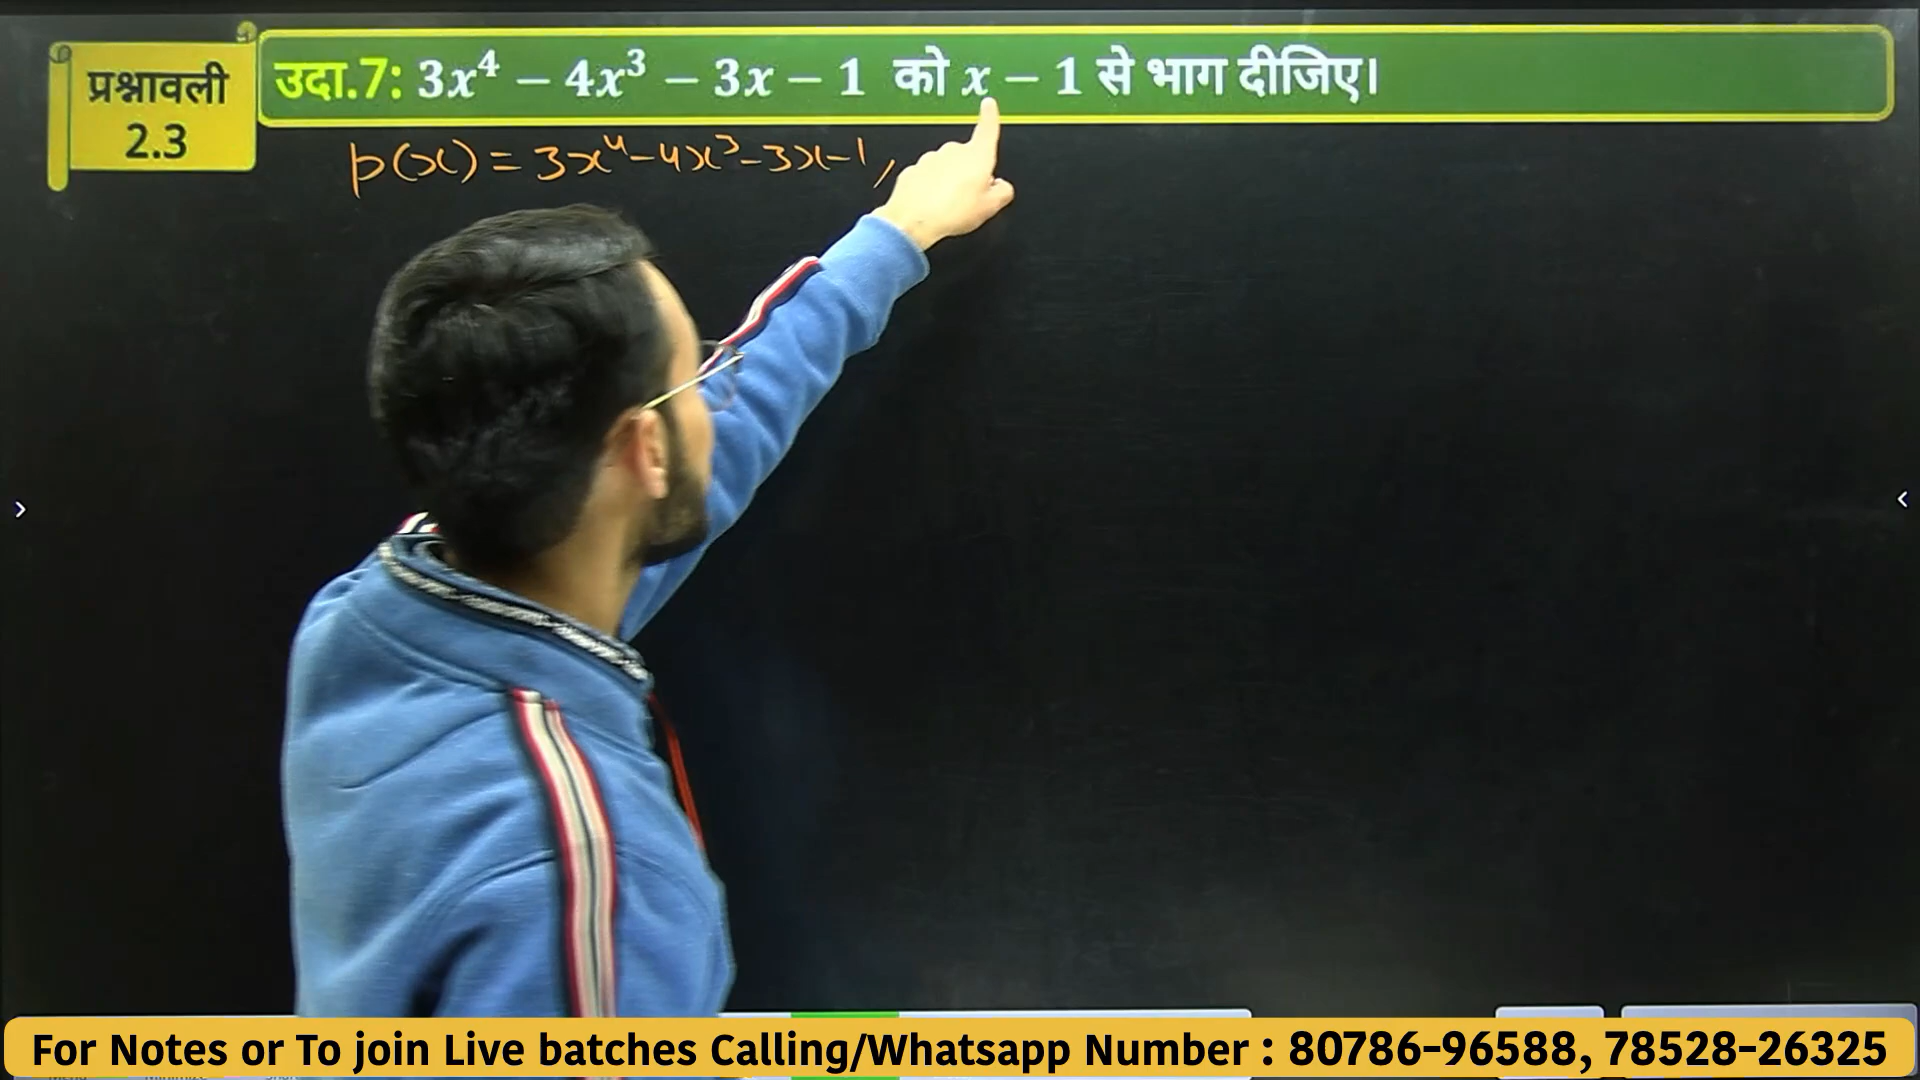 प्रश्नावली
2.3
उदा.7: 3x⁴ − 4x³ − 3x − 1 को x − 1 से भाग दीजिए।
p(x) = 3x⁴-4x³-3x-1,
For Notes or To join Live batches Calling/Whatsapp Number : 80786-96588, 78528-26325